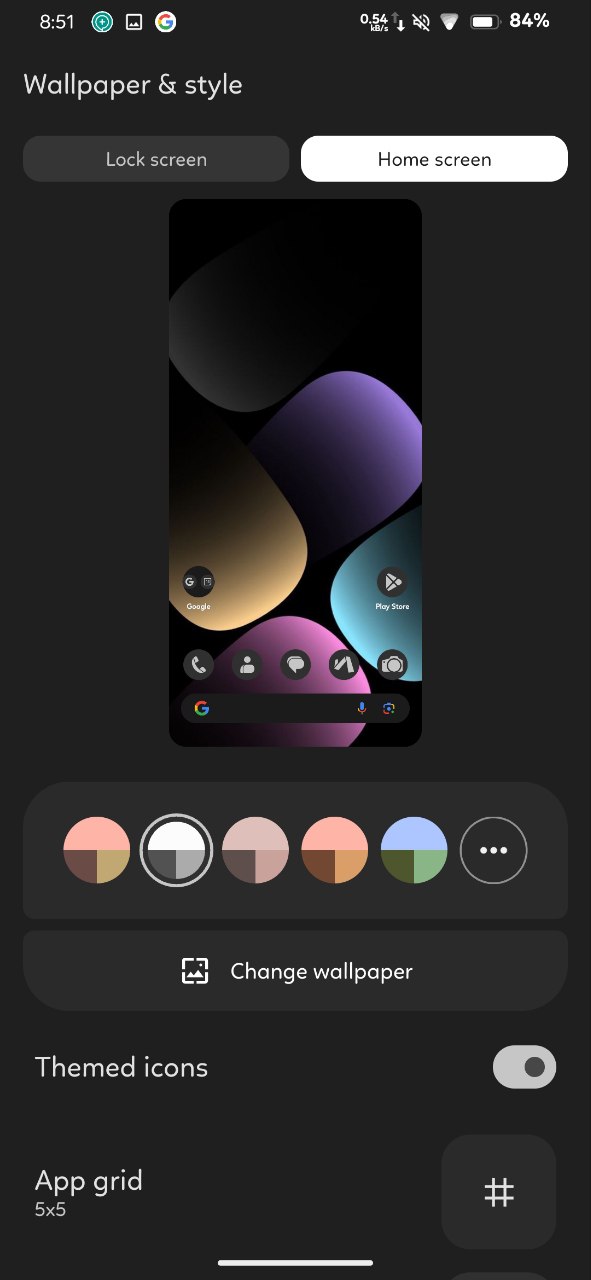 8:51
0.54
kB/s
84%
Wallpaper & style
Lock screen
Home screen
Google
Play Store
Change wallpaper
Themed icons
App grid
5x5